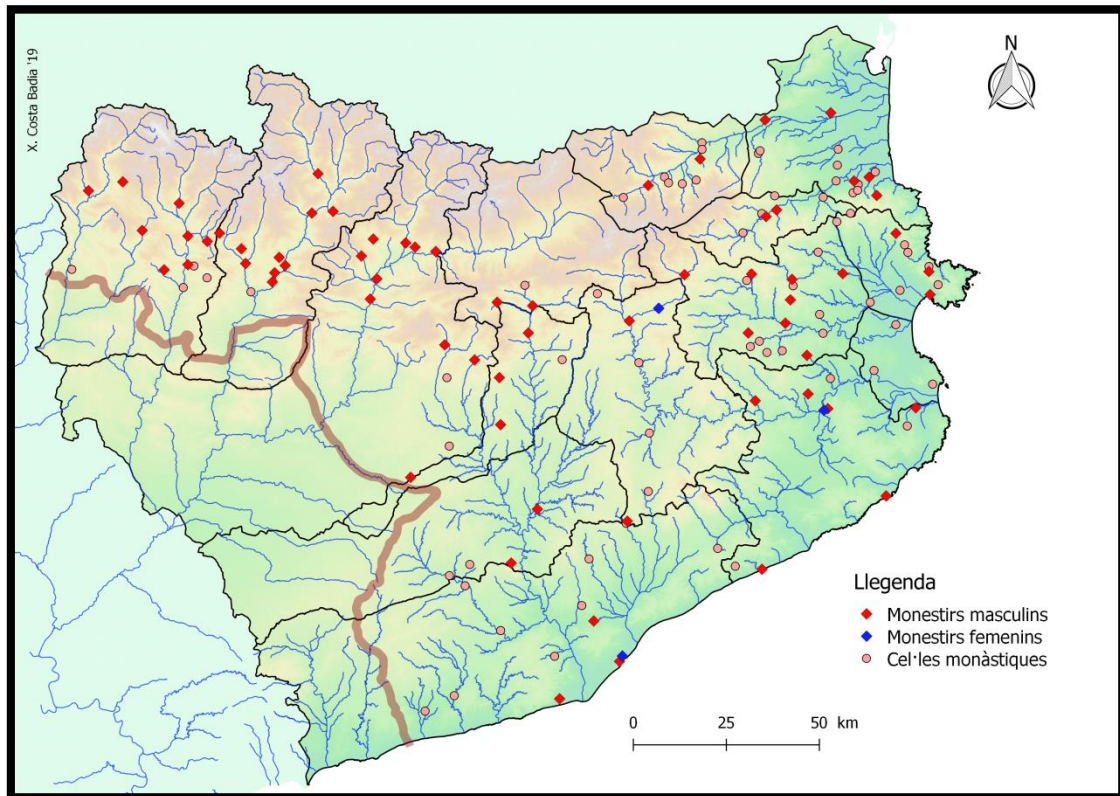 X. Costa Badia '19
N
Llegenda
Monestirs masculins
Monestirs femenins
Cel·les monàstiques
0 25 50 km